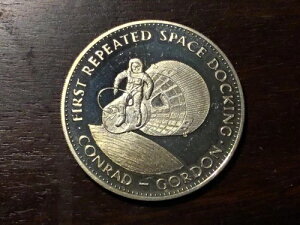 · FIRST REPEATED SPACE DOCKING ·
CONRAD – GORDON